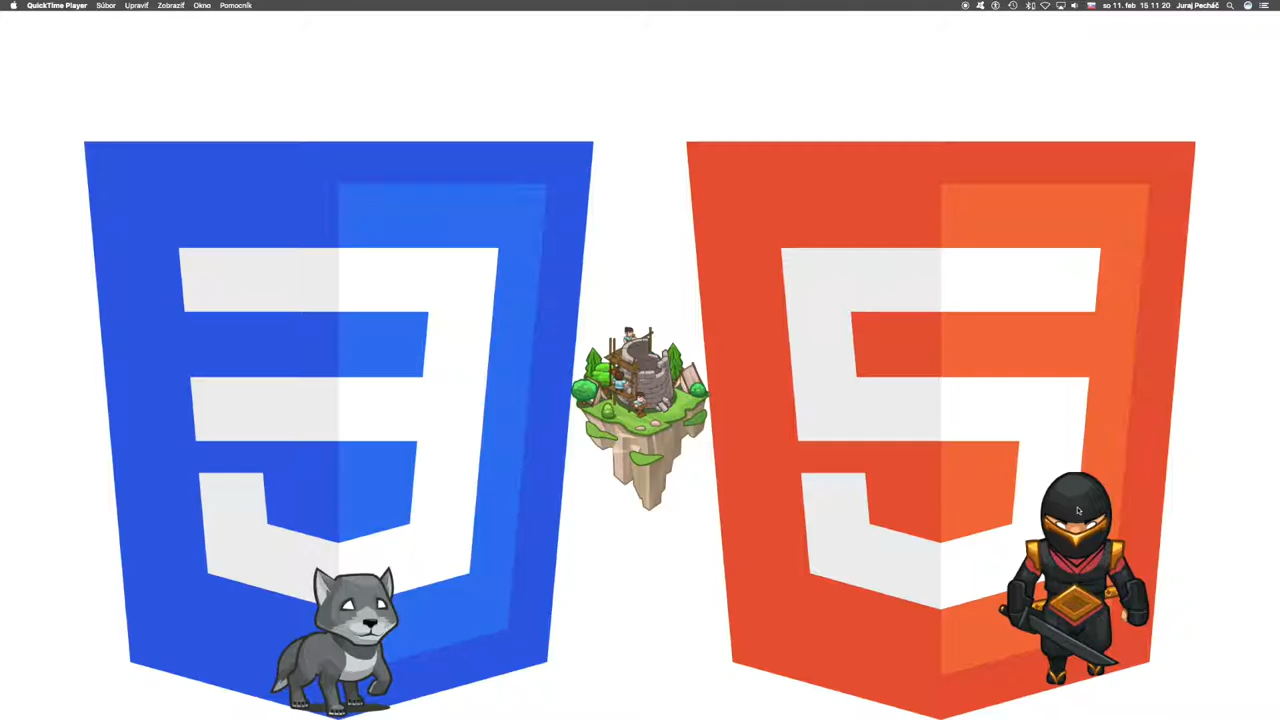 QuickTime Player Súbor Upraviť Zobraziť Okno Pomocník so 11. feb 15 11 20 Juraj Pecháč